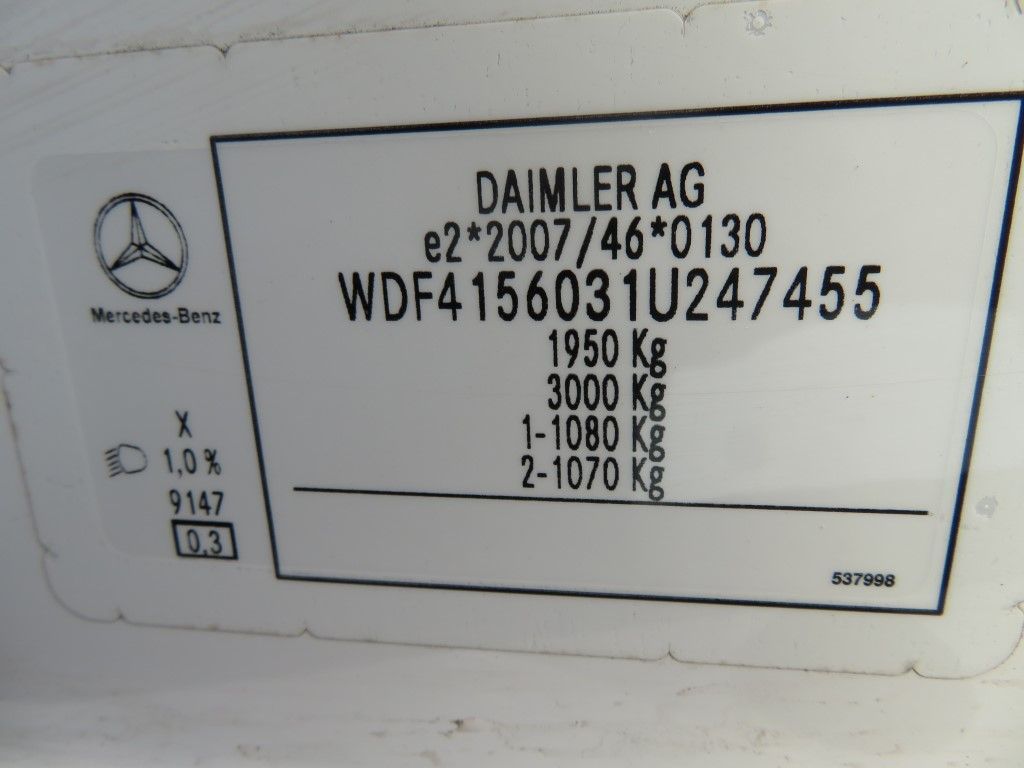 DAIMLER AG
e2*2007/46*0130
WDF4156031U247455
1950 Kg
3000 Kg
1-1080 Kg
2-1070 Kg
537998
Mercedes-Benz
X
1,0 %
9147
0,3